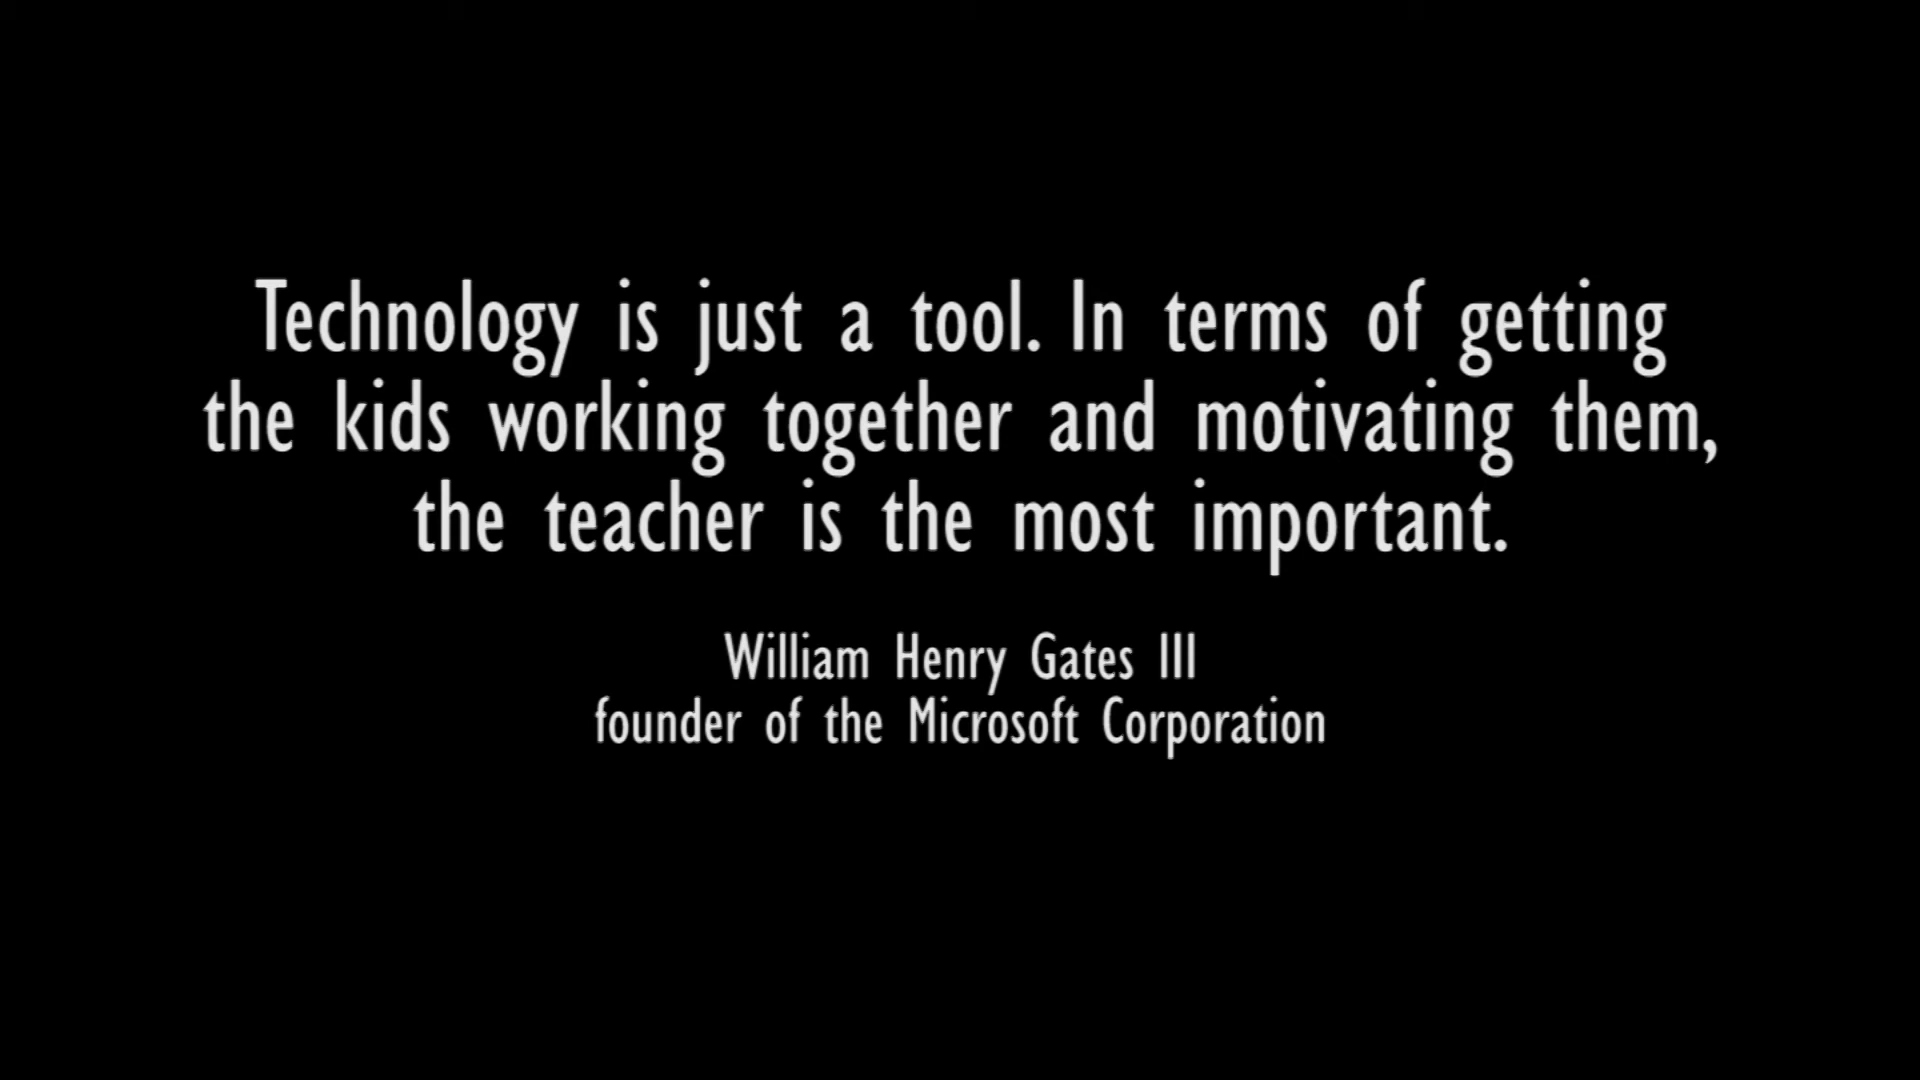 Technology is just a tool. In terms of getting
the kids working together and motivating them,
the teacher is the most important.
William Henry Gates III
founder of the Microsoft Corporation